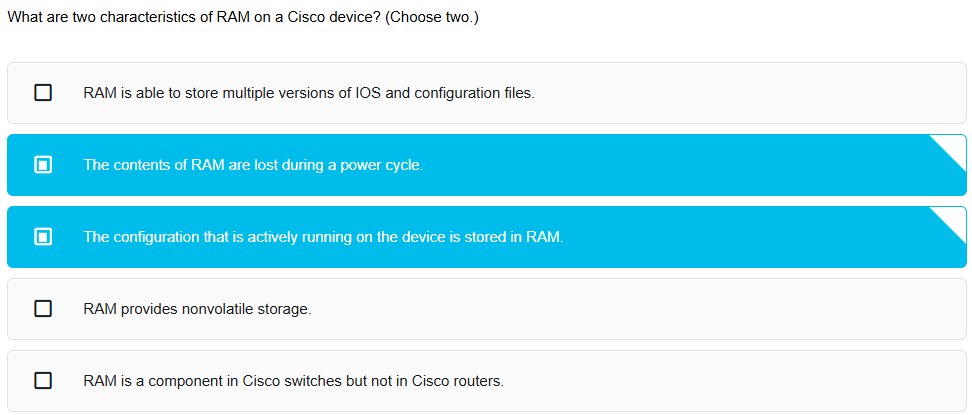 What are two characteristics of RAM on a Cisco device? (Choose two.)
RAM is able to store multiple versions of IOS and configuration files.
The contents of RAM are lost during a power cycle.
The configuration that is actively running on the device is stored in RAM.
RAM provides nonvolatile storage.
RAM is a component in Cisco switches but not in Cisco routers.